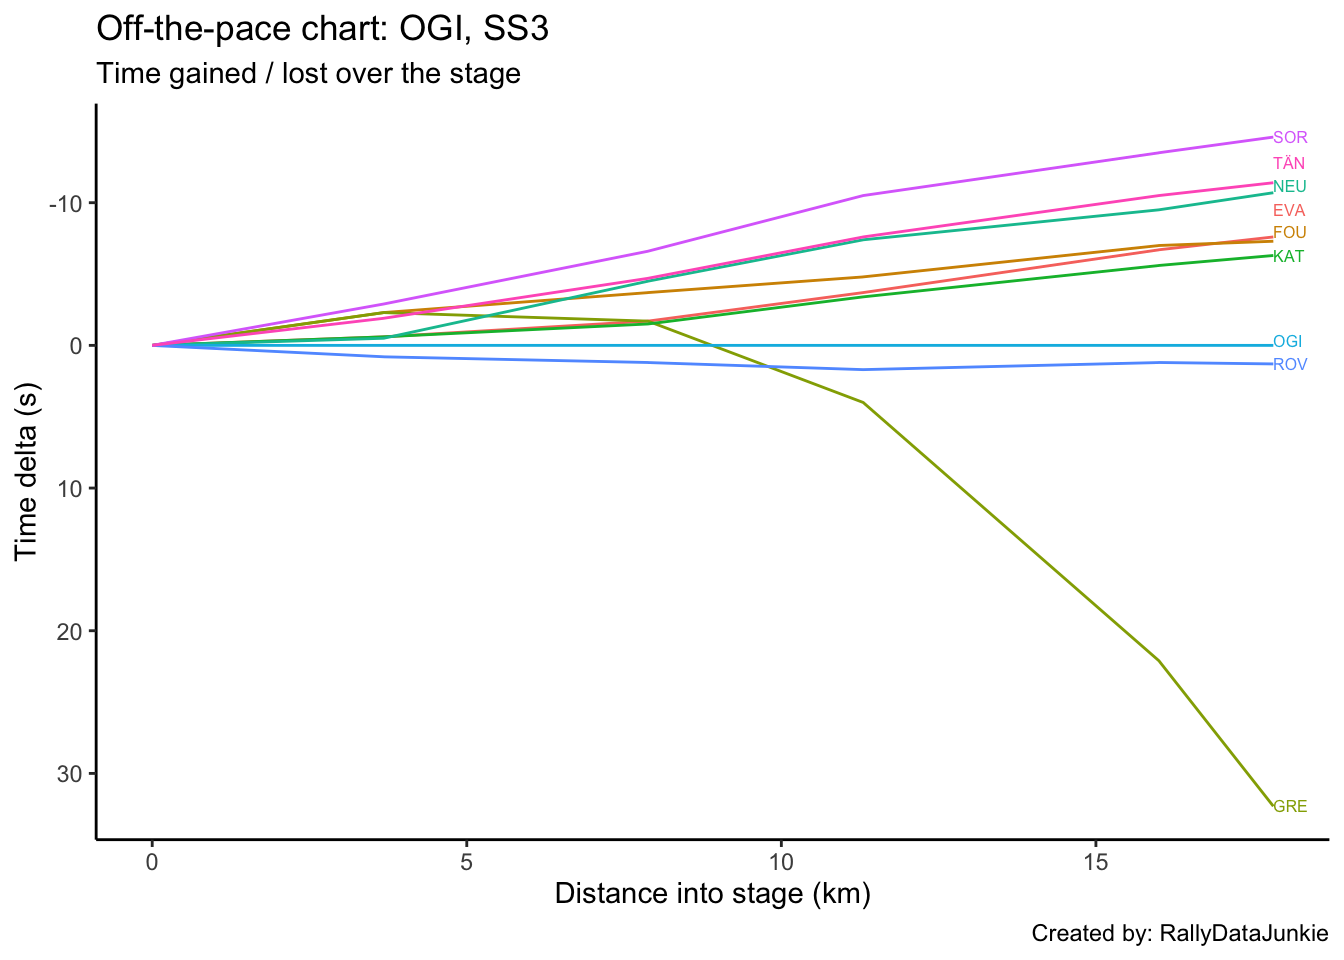 Off-the-pace chart: OGI, SS3
Time gained / lost over the stage
SOR
TÄN
NEU
EVA
FOU
KAT
OGI
ROV
GRE
-10
0
10
20
30
Time delta (s)
0 5 10 15
Distance into stage (km)
Created by: RallyDataJunkie